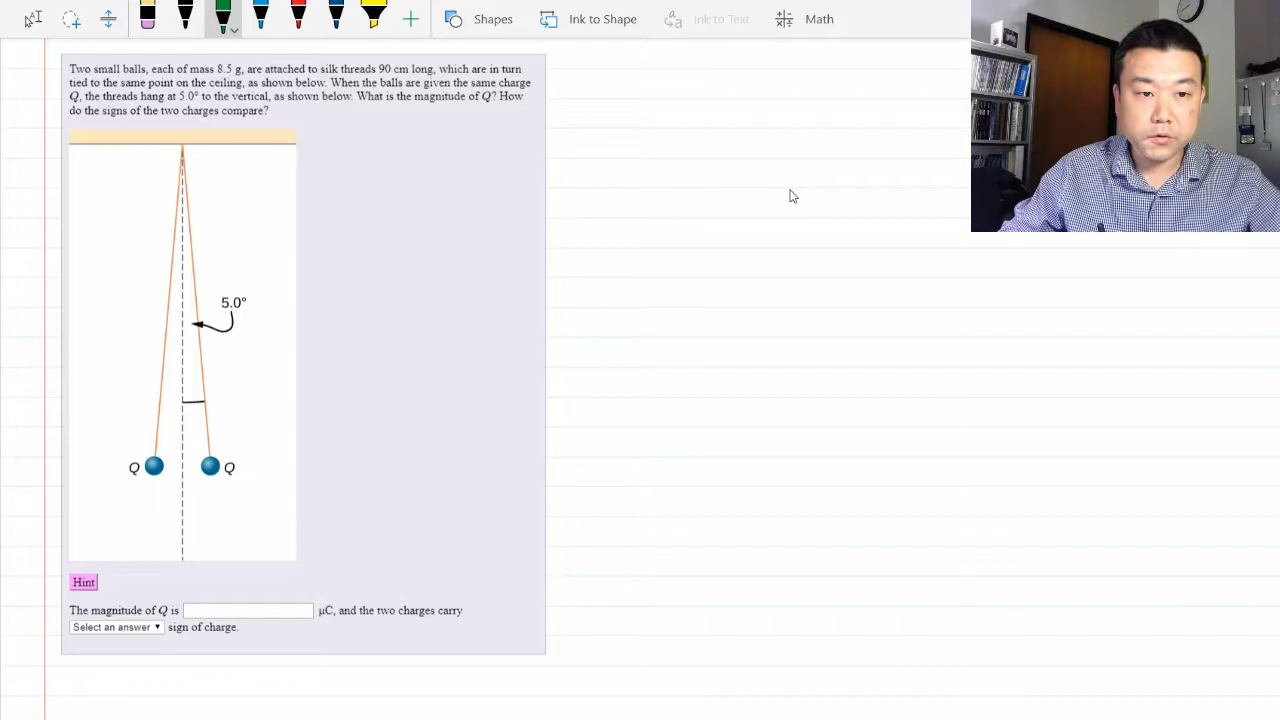 Shapes
Ink to Shape
Ink to Text
Math
Two small balls, each of mass 8.5 g, are attached to silk threads 90 cm long, which are in turn
tied to the same point on the ceiling, as shown below. When the balls are given the same charge
Q, the threads hang at 5.0° to the vertical, as shown below. What is the magnitude of Q? How
do the signs of the two charges compare?
5.0°
Q
Q
Hint
The magnitude of Q is μC, and the two charges carry
Select an answer ▼ sign of charge.